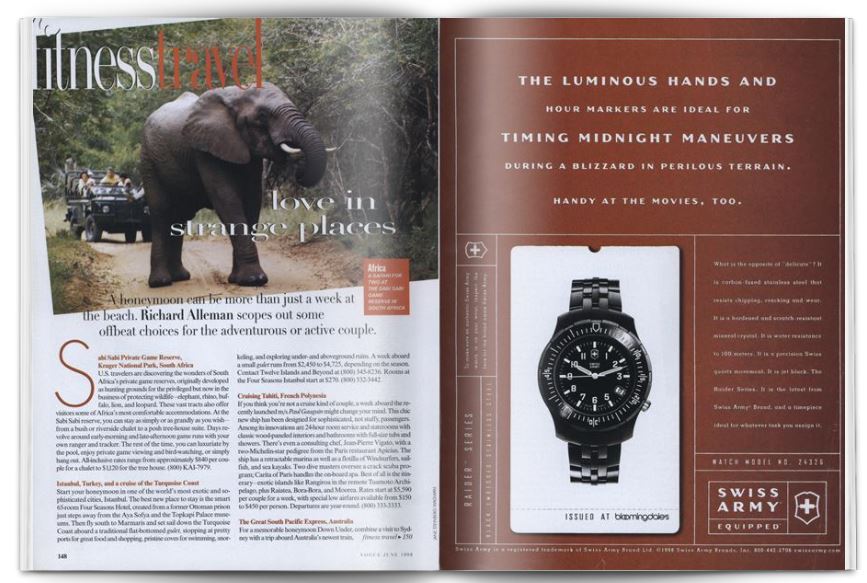 fitnesstravel
love in
strange places
Africa
A SAFARI FOR
TWO AT
THE SABI SABI
GAME
RESERVE IN
SOUTH AFRICA
A honeymoon can be more than just a week at
the beach. Richard Alleman scopes out some
offbeat choices for the adventurous or active couple.
Sabi Sabi Private Game Reserve,
Kruger National Park, South Africa
U.S. travelers are discovering the wonders of South
Africa's private game reserves, originally developed
as hunting grounds for the privileged but now in the
business of protecting wildlife—elephant, rhino, buf-
falo, lion, and leopard. These vast tracts also offer
visitors some of Africa's most comfortable accommodations. At the
Sabi Sabi reserve, you can stay as simply or as grandly as you wish—
from a bush or riverside chalet to a posh tree-house suite. Days re-
volve around early-morning and late-afternoon game runs with your
own ranger and tracker. The rest of the time, you can luxuriate by
the pool, enjoy private game viewing and bird-watching, or simply
hang out. All-inclusive rates range from approximately $840 per cou-
ple for a chalet to $1,120 for the tree house. (800) KAI-7979.
Istanbul, Turkey, and a cruise of the Turquoise Coast
Start your honeymoon in one of the world's most exotic and so-
phisticated cities, Istanbul. The best new place to stay is the smart
65-room Four Seasons Hotel, created from a former Ottoman prison
just steps away from the Aya Sofya and the Topkapi Palace muse-
ums. Then fly south to Marmaris and set sail down the Turquoise
Coast aboard a traditional flat-bottomed gulet, stopping at pretty
ports for great food and shopping, pristine coves for swimming, snor-
keling, and exploring under- and aboveground ruins. A week aboard
a small gulet runs from $2,450 to $4,725, depending on the season.
Contact Twelve Islands and Beyond at (800) 345-8236. Rooms at
the Four Seasons Istanbul start at $270. (800) 332-3442.
Cruising Tahiti, French Polynesia
If you think you're not a cruise kind of couple, a week aboard the re-
cently launched m/s Paul Gauguin might change your mind. This chic
new ship has been designed for sophisticated, not stuffy, passengers.
Among its innovations are 24-hour room service and staterooms with
classic wood-paneled interiors and bathrooms with full-size tubs and
showers. There's even a consulting chef, Jean-Pierre Vigato, with a
two-Michelin-star pedigree from the Paris restaurant Apicius. The
ship has a retractable marina as well as a flotilla of Windsurfers, sail-
fish, and sea kayaks. Two dive masters oversee a crack scuba pro-
gram; Carita of Paris handles the on-board spa. Best of all is the itin-
erary—exotic islands like Rangiroa in the remote Tuamotu Archi-
pelago, plus Raiatea, Bora-Bora, and Moorea. Rates start at $5,590
per couple for a week, with special low airfares available from $150
to $450 per person. Departures are year-round. (800) 333-3333.
The Great South Pacific Express, Australia
For a memorable honeymoon Down Under, combine a visit to Syd-
ney with a trip aboard Australia's newest train,
fitness travel ▸ 150
148
VOGUE JUNE 1998
THE LUMINOUS HANDS AND
HOUR MARKERS ARE IDEAL FOR
TIMING MIDNIGHT MANEUVERS
DURING A BLIZZARD IN PERILOUS TERRAIN.
HANDY AT THE MOVIES, TOO.
RAIDER SERIES
BLACK EMBOSSED STAINLESS STEEL
ISSUED AT bloomingdales
What is the opposite of "delicate"? It
is carbon-fused stainless steel that
resists chipping, cracking and wear.
It is a hardened and scratch-resistant
mineral crystal. It is water resistance
to 100 meters. It is a precision Swiss
quartz movement. It is jet black. The
Raider Series. It is the latest from
Swiss Army Brand, and a timepiece
ideal for whatever task you assign it.
WATCH MODEL NO. 24326
SWISS
ARMY
EQUIPPED
Swiss Army is a registered trademark of Swiss Army Brand Ltd. ©1998 Swiss Army Brands, Inc. 800-442-2706 swissarmy.com